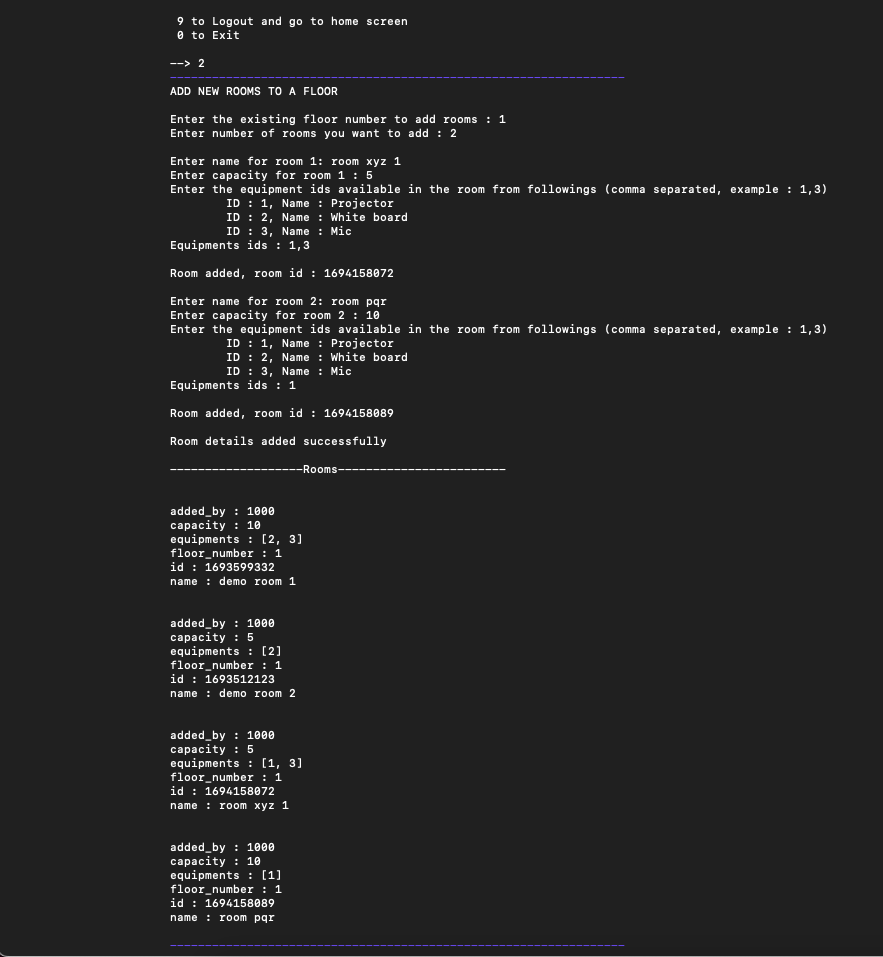 9 to Logout and go to home screen
0 to Exit
——> 2
—————————————————————————————————————————————————————————————————
ADD NEW ROOMS TO A FLOOR
Enter the existing floor number to add rooms : 1
Enter number of rooms you want to add : 2
Enter name for room 1: room xyz 1
Enter capacity for room 1 : 5
Enter the equipment ids available in the room from followings (comma separated, example : 1,3)
ID : 1, Name : Projector
ID : 2, Name : White board
ID : 3, Name : Mic
Equipments ids : 1,3
Room added, room id : 1694158072
Enter name for room 2: room pqr
Enter capacity for room 2 : 10
Enter the equipment ids available in the room from followings (comma separated, example : 1,3)
ID : 1, Name : Projector
ID : 2, Name : White board
ID : 3, Name : Mic
Equipments ids : 1
Room added, room id : 1694158089
Room details added successfully
———————————————————Rooms————————————————————————
added_by : 1000
capacity : 10
equipments : [2, 3]
floor_number : 1
id : 1693599332
name : demo room 1
added_by : 1000
capacity : 5
equipments : [2]
floor_number : 1
id : 1693512123
name : demo room 2
added_by : 1000
capacity : 5
equipments : [1, 3]
floor_number : 1
id : 1694158072
name : room xyz 1
added_by : 1000
capacity : 10
equipments : [1]
floor_number : 1
id : 1694158089
name : room pqr
—————————————————————————————————————————————————————————————————